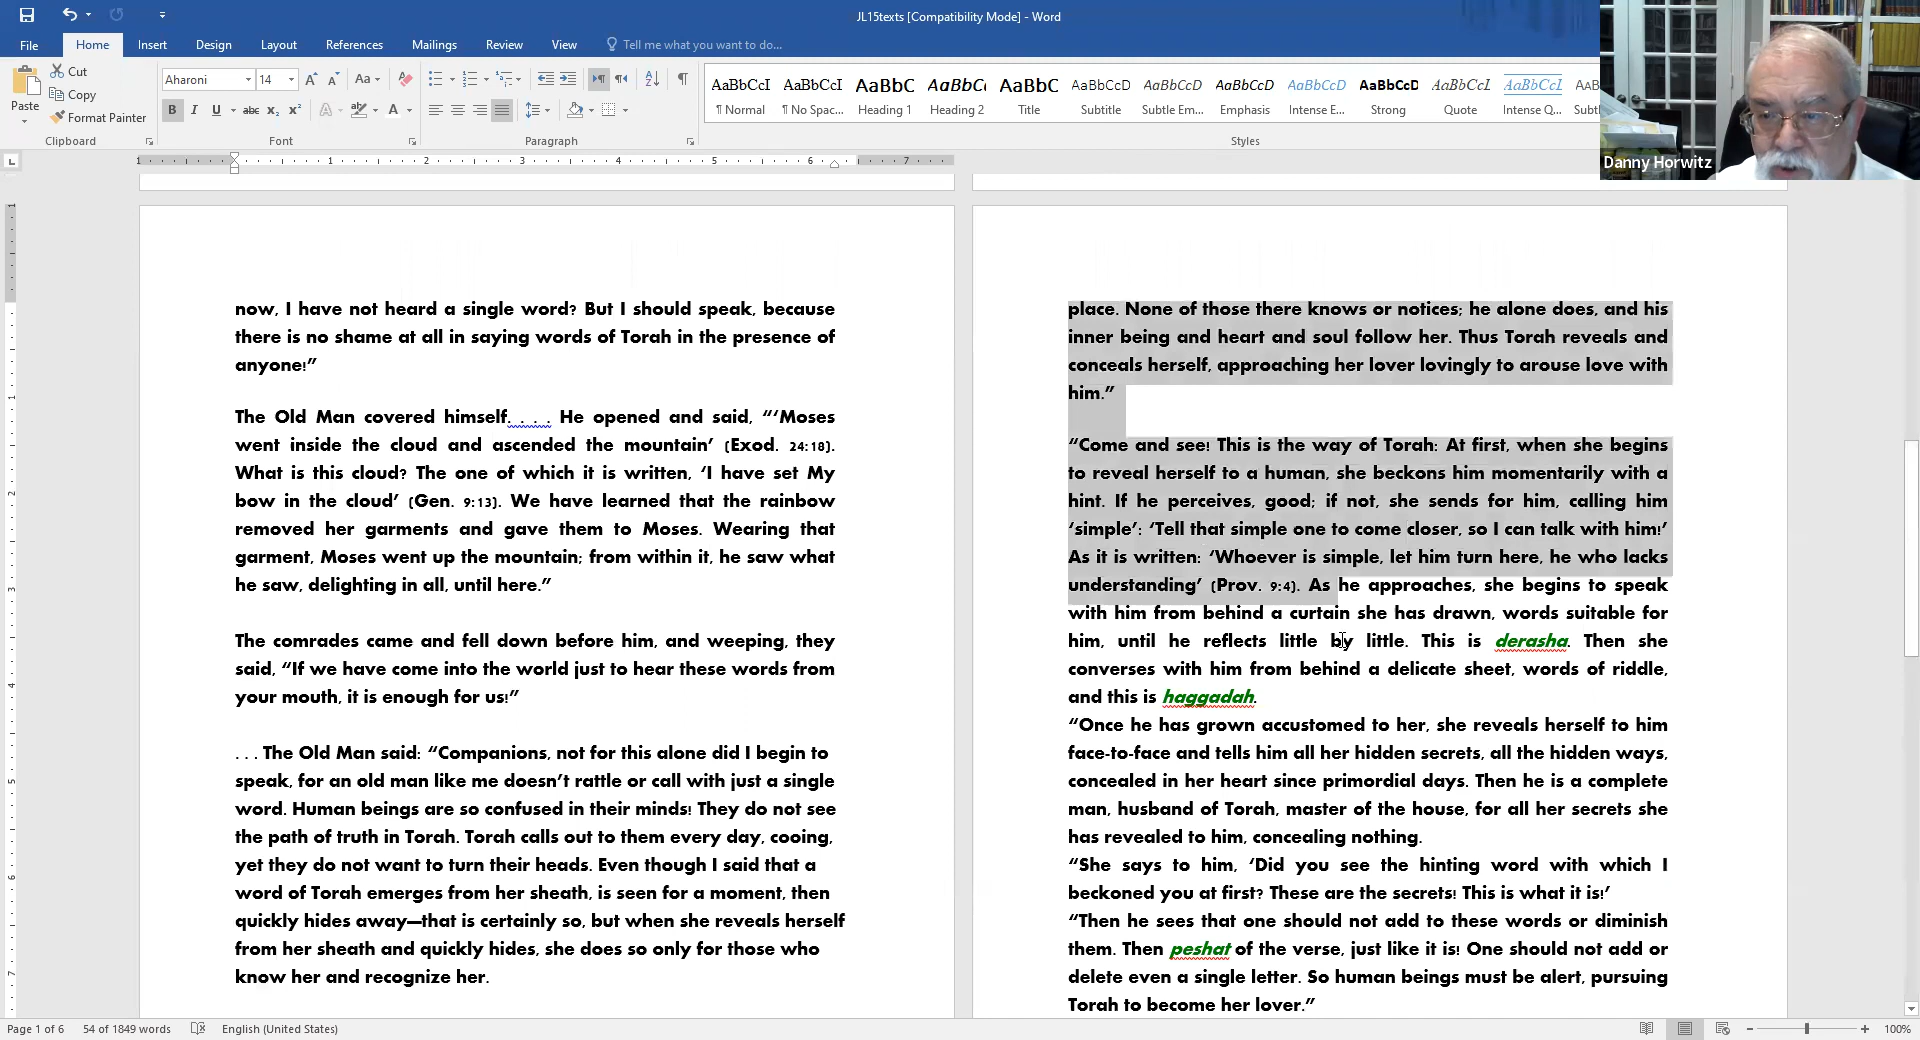 JL15texts [Compatibility Mode] - Word
File Home Insert Design Layout References Mailings Review View Tell me what you want to do...
Paste
Cut
Copy
Format Painter
Aharoni 14
Clipboard Font Paragraph Styles
AaBbCcI AaBbCcI AaBbC AaBbCc AaBbC AaBbCcD AaBbCcD AaBbCcD AaBbCcD AaBbCcD AaBbCcI AaBbCcI AaB
¶ Normal ¶ No Spac... Heading 1 Heading 2 Title Subtitle Subtle Em... Emphasis Intense E... Strong Quote Intense Q... Subt
Danny Horwitz
now, I have not heard a single word? But I should speak, because
there is no shame at all in saying words of Torah in the presence of
anyone!”
The Old Man covered himself. . . . He opened and said, “‘Moses
went inside the cloud and ascended the mountain’ (Exod. 24:18).
What is this cloud? The one of which it is written, ‘I have set My
bow in the cloud’ (Gen. 9:13). We have learned that the rainbow
removed her garments and gave them to Moses. Wearing that
garment, Moses went up the mountain; from within it, he saw what
he saw, delighting in all, until here.”
The comrades came and fell down before him, and weeping, they
said, “If we have come into the world just to hear these words from
your mouth, it is enough for us!”
. . . The Old Man said: “Companions, not for this alone did I begin to
speak, for an old man like me doesn’t rattle or call with just a single
word. Human beings are so confused in their minds! They do not see
the path of truth in Torah. Torah calls out to them every day, cooing,
yet they do not want to turn their heads. Even though I said that a
word of Torah emerges from her sheath, is seen for a moment, then
quickly hides away—that is certainly so, but when she reveals herself
from her sheath and quickly hides, she does so only for those who
know her and recognize her.
place. None of those there knows or notices; he alone does, and his
inner being and heart and soul follow her. Thus Torah reveals and
conceals herself, approaching her lover lovingly to arouse love with
him.”
“Come and see! This is the way of Torah: At first, when she begins
to reveal herself to a human, she beckons him momentarily with a
hint. If he perceives, good; if not, she sends for him, calling him
‘simple’: ‘Tell that simple one to come closer, so I can talk with him!’
As it is written: ‘Whoever is simple, let him turn here, he who lacks
understanding’ (Prov. 9:4). As he approaches, she begins to speak
with him from behind a curtain she has drawn, words suitable for
him, until he reflects little by little. This is derasha. Then she
converses with him from behind a delicate sheet, words of riddle,
and this is haggadah.
“Once he has grown accustomed to her, she reveals herself to him
face-to-face and tells him all her hidden secrets, all the hidden ways,
concealed in her heart since primordial days. Then he is a complete
man, husband of Torah, master of the house, for all her secrets she
has revealed to him, concealing nothing.
“She says to him, ‘Did you see the hinting word with which I
beckoned you at first? These are the secrets! This is what it is!’
“Then he sees that one should not add to these words or diminish
them. Then peshat of the verse, just like it is! One should not add or
delete even a single letter. So human beings must be alert, pursuing
Torah to become her lover.”
Page 1 of 6 54 of 1849 words English (United States) 100%